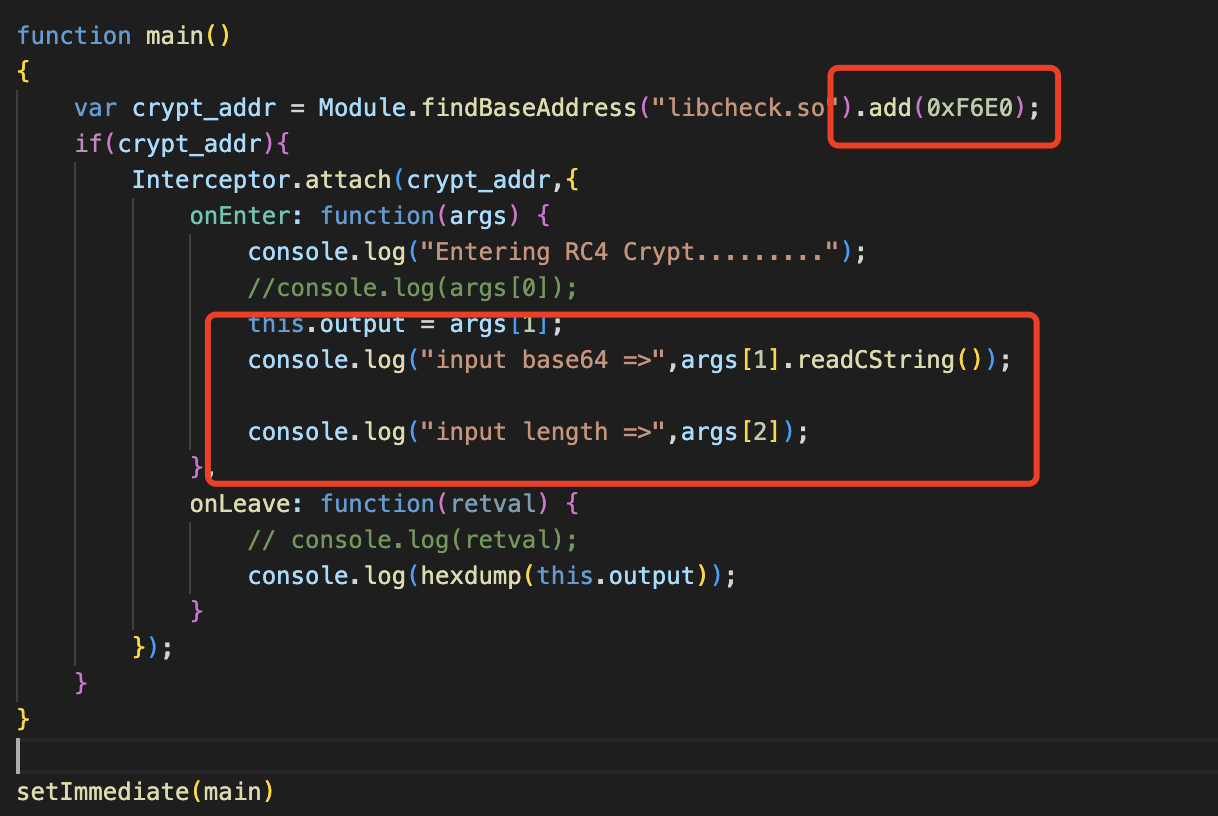 function main()
{
    var crypt_addr = Module.findBaseAddress("libcheck.so").add(0xF6E0);
    if(crypt_addr){
        Interceptor.attach(crypt_addr,{
            onEnter: function(args) {
                console.log("Entering RC4 Crypt.........");
                //console.log(args[0]);
                this.output = args[1];
                console.log("input base64 =>",args[1].readCString());
                console.log("input length =>",args[2]);
            },
            onLeave: function(retval) {
                // console.log(retval);
                console.log(hexdump(this.output));
            }
        });
    }
}
setImmediate(main)